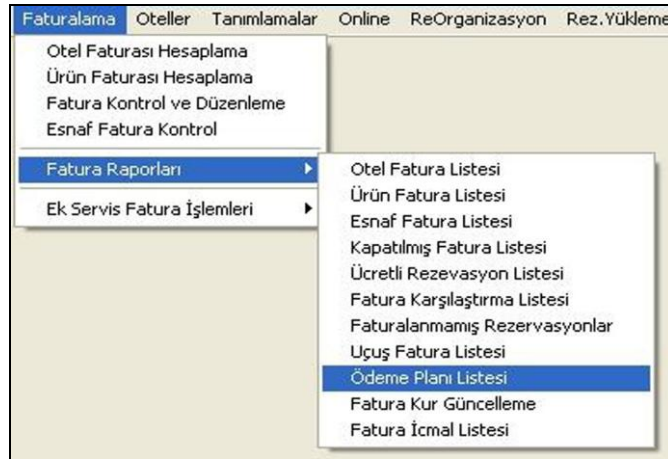 Faturalama Oteller Tanımlamalar Online ReOrganizasyon Rez.Yükleme
Otel Faturası Hesaplama
Ürün Faturası Hesaplama
Fatura Kontrol ve Düzenleme
Esnaf Fatura Kontrol
Fatura Raporları
Ek Servis Fatura İşlemleri
Otel Fatura Listesi
Ürün Fatura Listesi
Esnaf Fatura Listesi
Kapatılmış Fatura Listesi
Ücretli Rezevasyon Listesi
Fatura Karşılaştırma Listesi
Faturalanmamış Rezervasyonlar
Uçuş Fatura Listesi
Ödeme Planı Listesi
Fatura Kur Güncelleme
Fatura İcmal Listesi